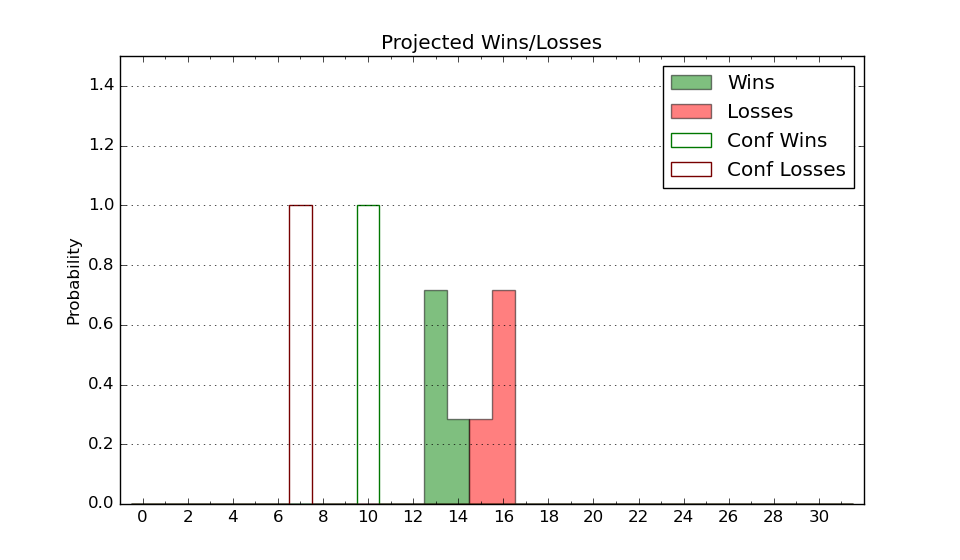 Projected Wins/Losses
1.4
1.2
1.0
0.8
0.6
0.4
0.2
0.0
Probability
Wins
Losses
Conf Wins
Conf Losses
0 2 4 6 8 10 12 14 16 18 20 22 24 26 28 30